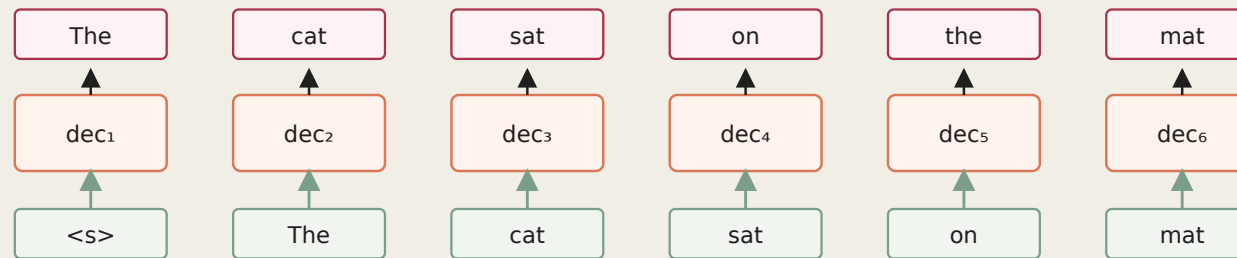 The cat sat on the mat
dec₁ dec₂ dec₃ dec₄ dec₅ dec₆
<s> The cat sat on mat